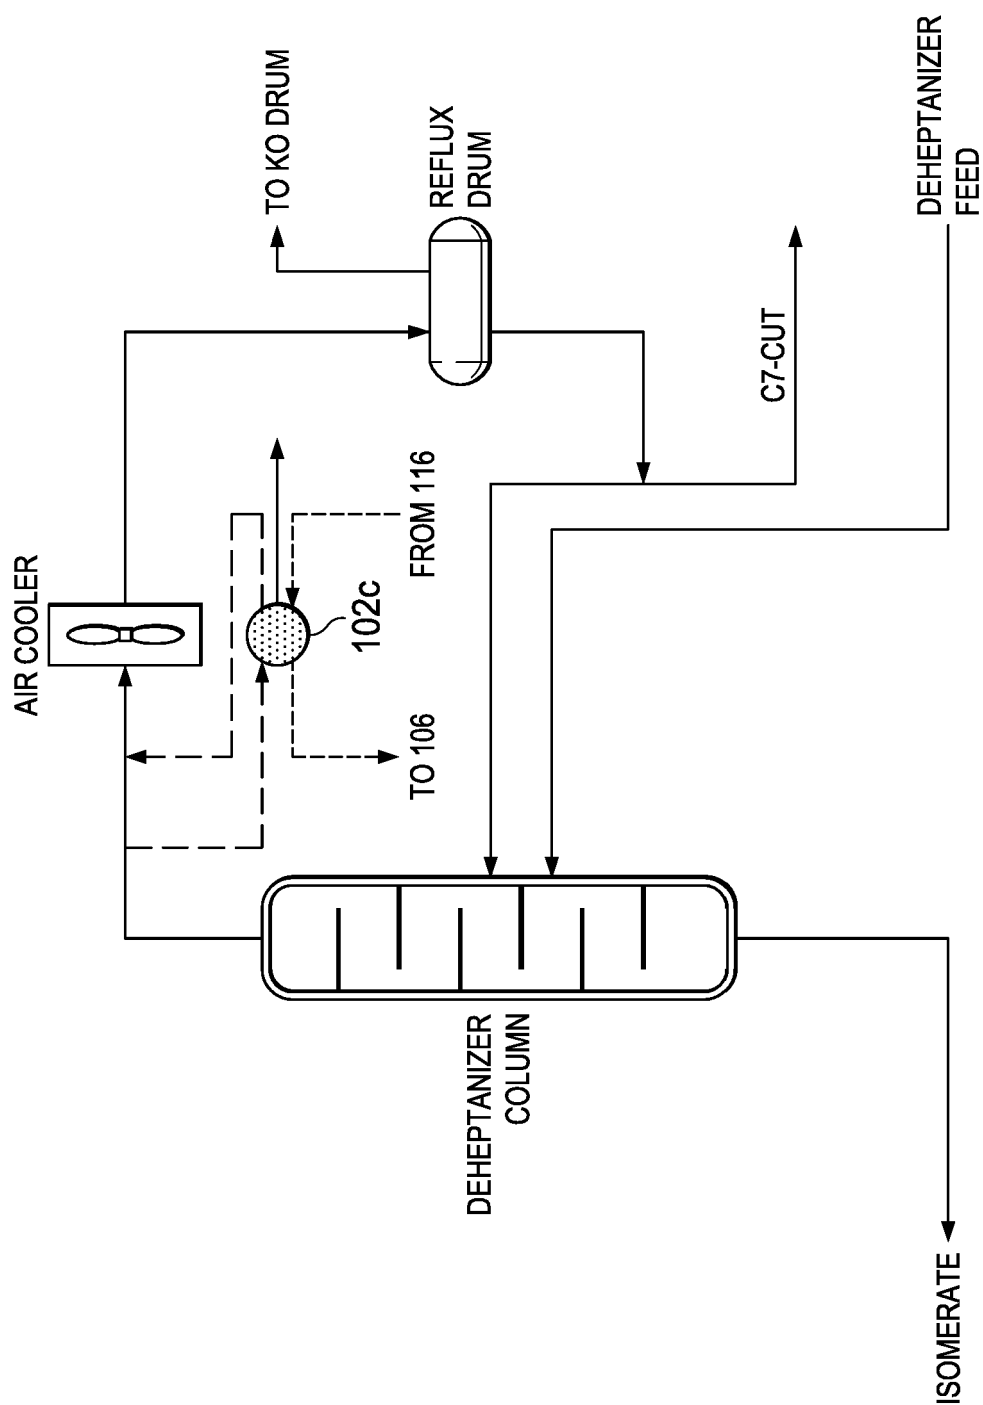 AIR COOLER
TO KO DRUM
REFLUX
DRUM
102c
FROM 116
TO 106
C7-CUT
DEHEPTANIZER
FEED
DEHEPTANIZER
COLUMN
ISOMERATE